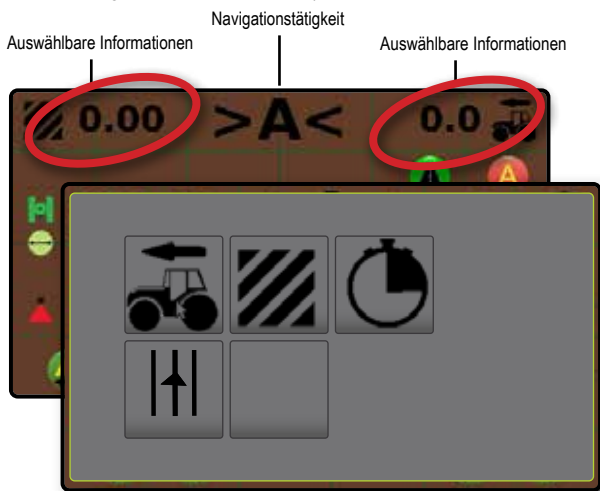 Navigationstätigkeit
Auswählbare Informationen
Auswählbare Informationen
0.00 >A< 0.0
A